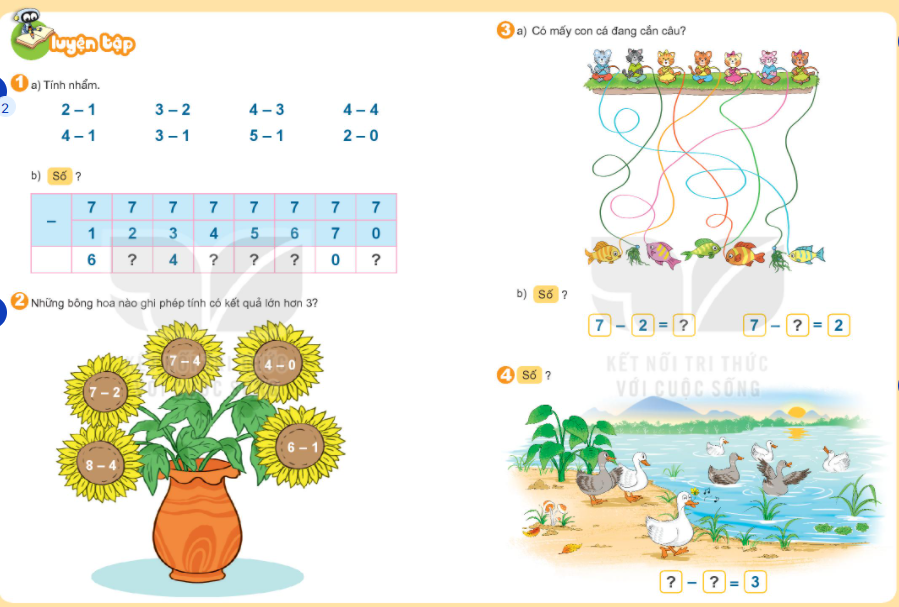 Luyện tập
1 a) Tính nhẩm.
2 – 1 3 – 2 4 – 3 4 – 4
4 – 1 3 – 1 5 – 1 2 – 0
b) Số ?
– 7 7 7 7 7 7 7 7
1 2 3 4 5 6 7 0
6 ? 4 ? ? ? 0 ?
2 Những bông hoa nào ghi phép tính có kết quả lớn hơn 3?
7 – 4
4 – 0
7 – 2
6 – 1
8 – 4
2
3 a) Có mấy con cá đang cắn câu?
b) Số ?
7 – 2 = ? 7 – ? = 2
KẾT NỐI TRI THỨC
VỚI CUỘC SỐNG
4 Số ?
? – ? = 3